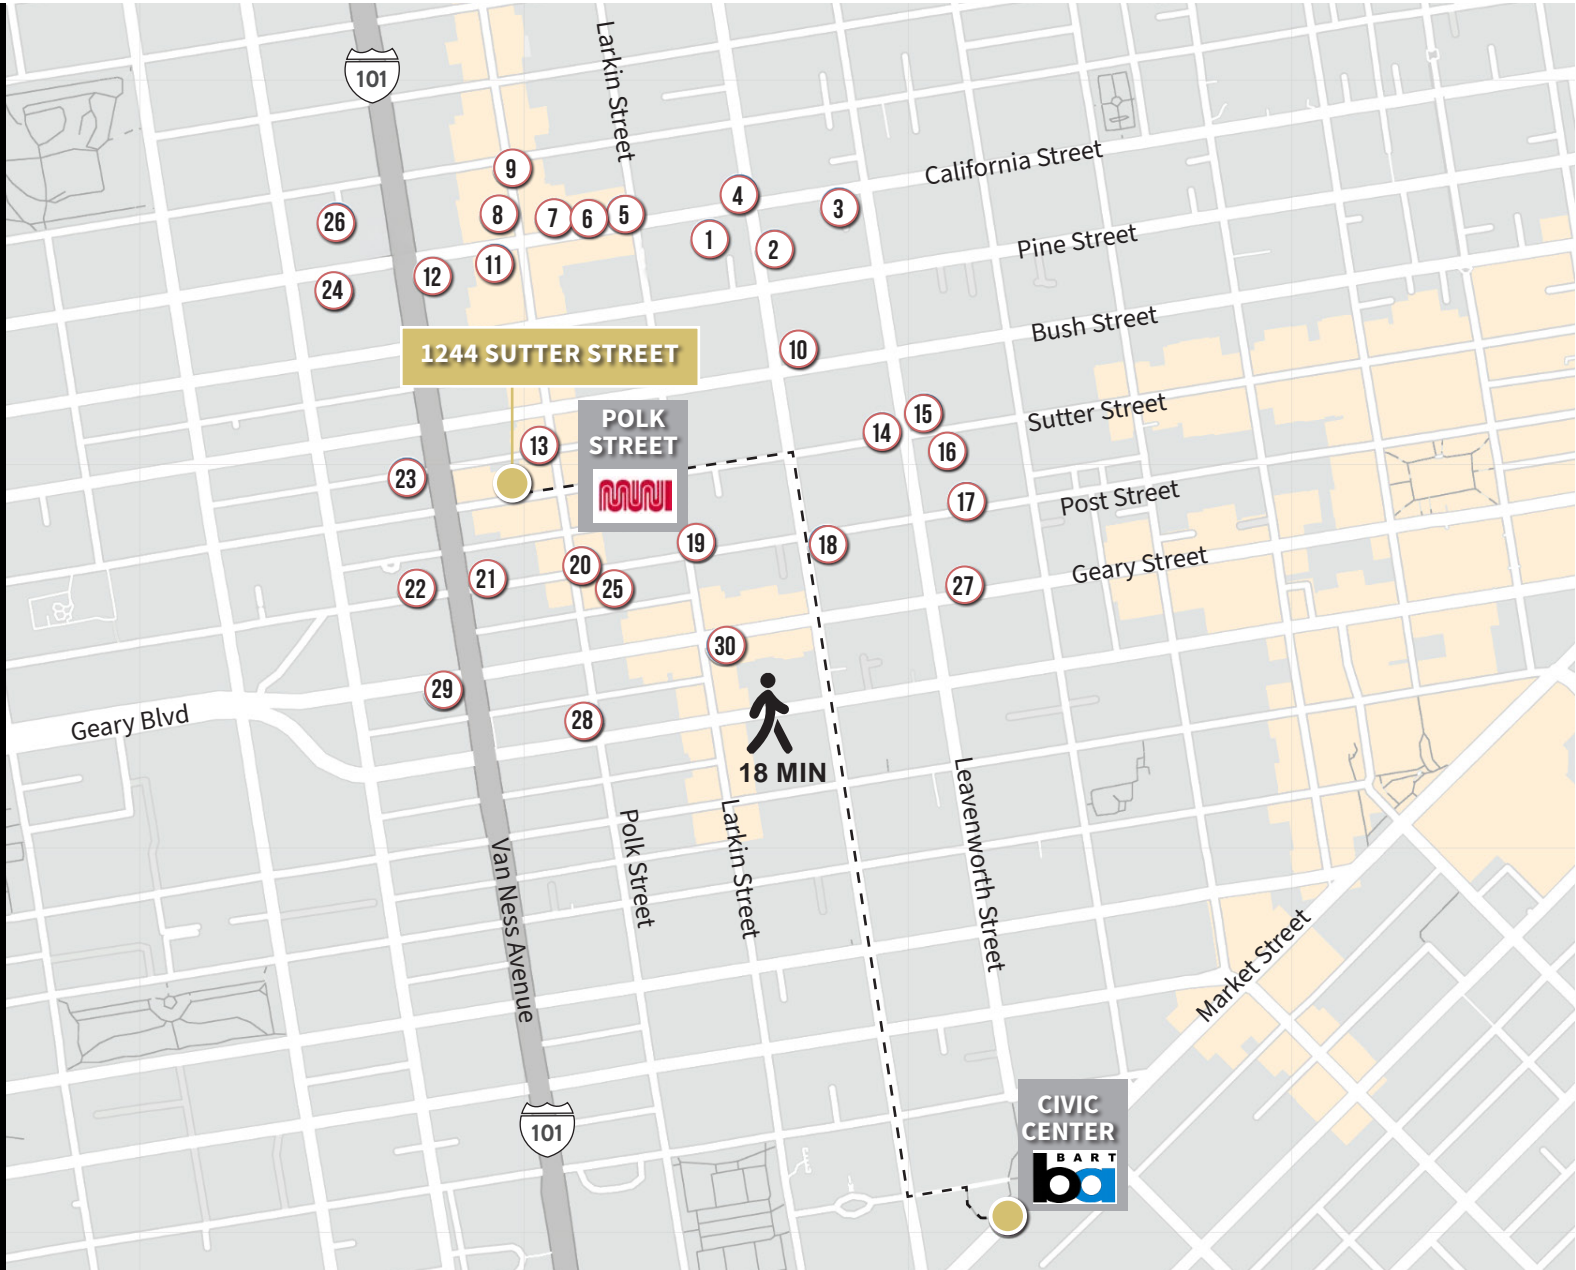 Larkin Street
101
California Street
9
4
3
8
7
6
5
26
1
2
Pine Street
11
12
24
Bush Street
1244 SUTTER STREET
10
Sutter Street
POLK
STREET
15
14
13
16
23
MUNI
17
Post Street
19
18
Geary Street
20
21
22
25
27
30
29
Geary Blvd
28
18 MIN
Leavenworth Street
Polk Street
Larkin Street
Van Ness Avenue
Market Street
CIVIC
CENTER
101
BART
ba